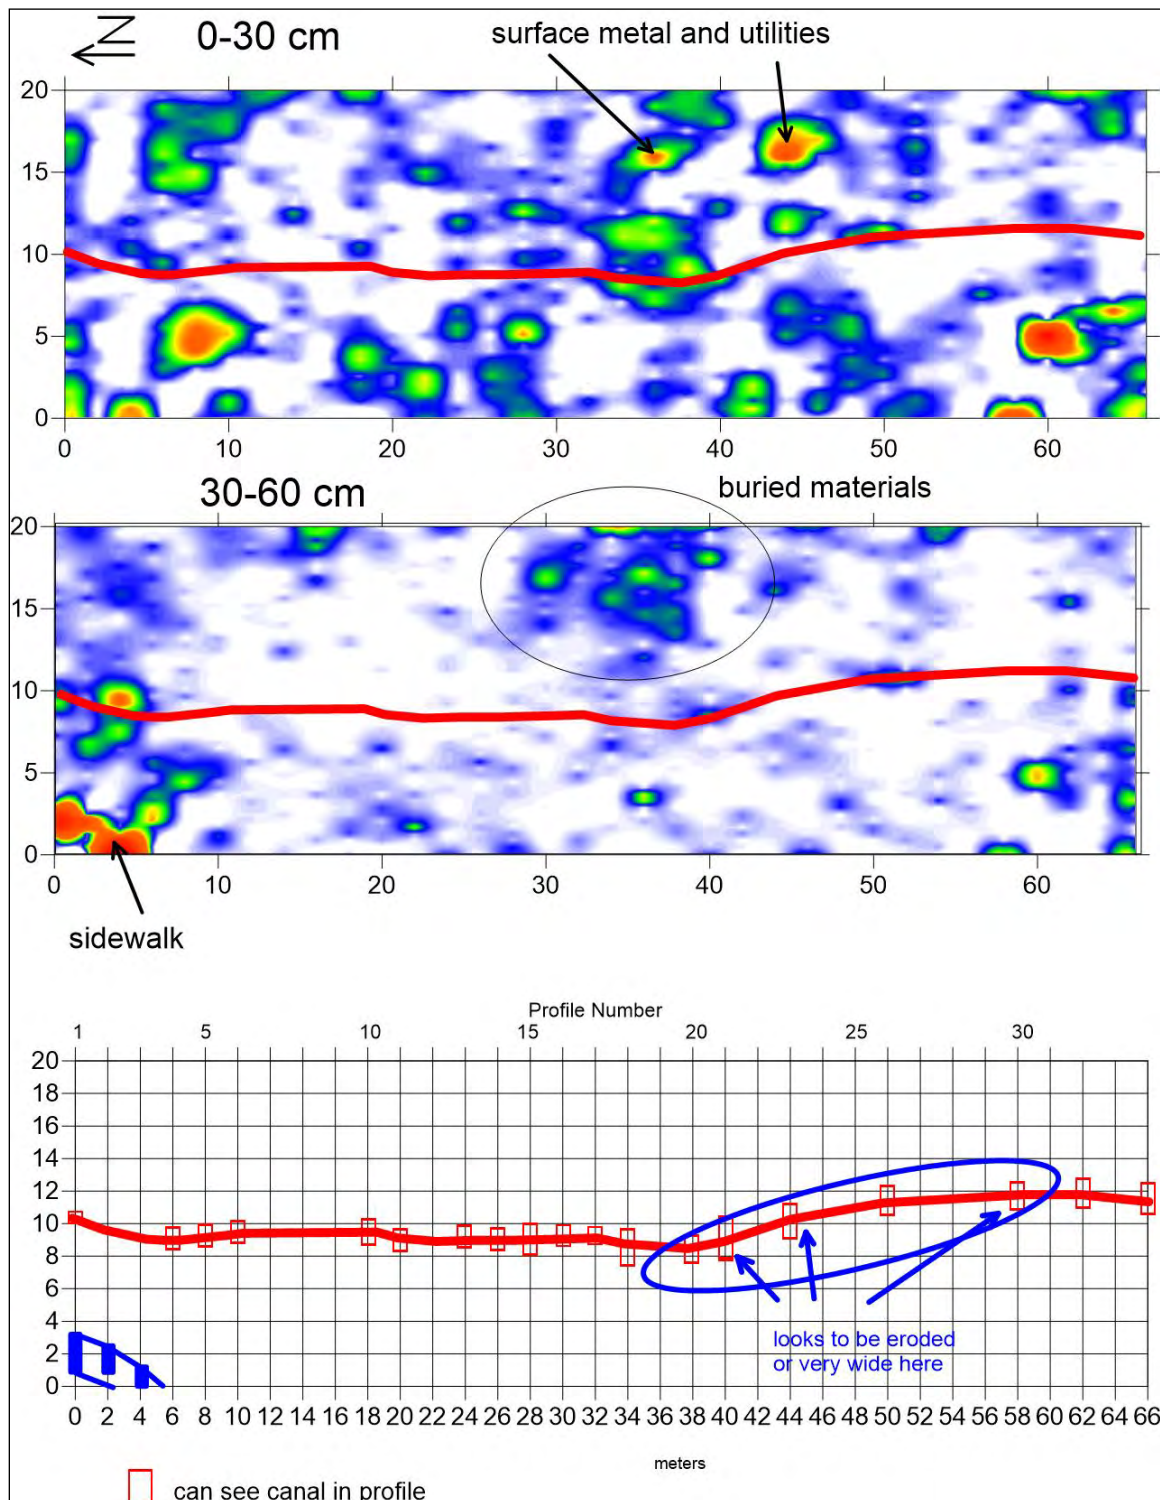 N
0-30 cm
surface metal and utilities
20
15
10
5
0
0 10 20 30 40 50 60
30-60 cm
buried materials
20
15
10
5
0
0 10 20 30 40 50 60
sidewalk
Profile Number
1 5 10 15 20 25 30
20
18
16
14
12
10
8
6
4
2
0
looks to be eroded
or very wide here
0 2 4 6 8 10 12 14 16 18 20 22 24 26 28 30 32 34 36 38 40 42 44 46 48 50 52 54 56 58 60 62 64 66
meters
can see canal in profile